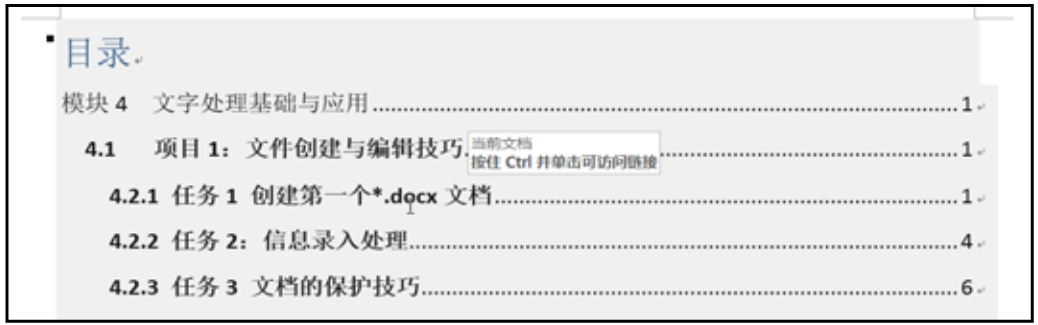 目录
模块 4 文字处理基础与应用..........1
4.1 项目 1：文件创建与编辑技巧..........1
当前文档
按住 Ctrl 并单击可访问链接
4.2.1 任务 1 创建第一个*.docx 文档..........1
4.2.2 任务 2：信息录入处理..........4
4.2.3 任务 3 文档的保护技巧..........6